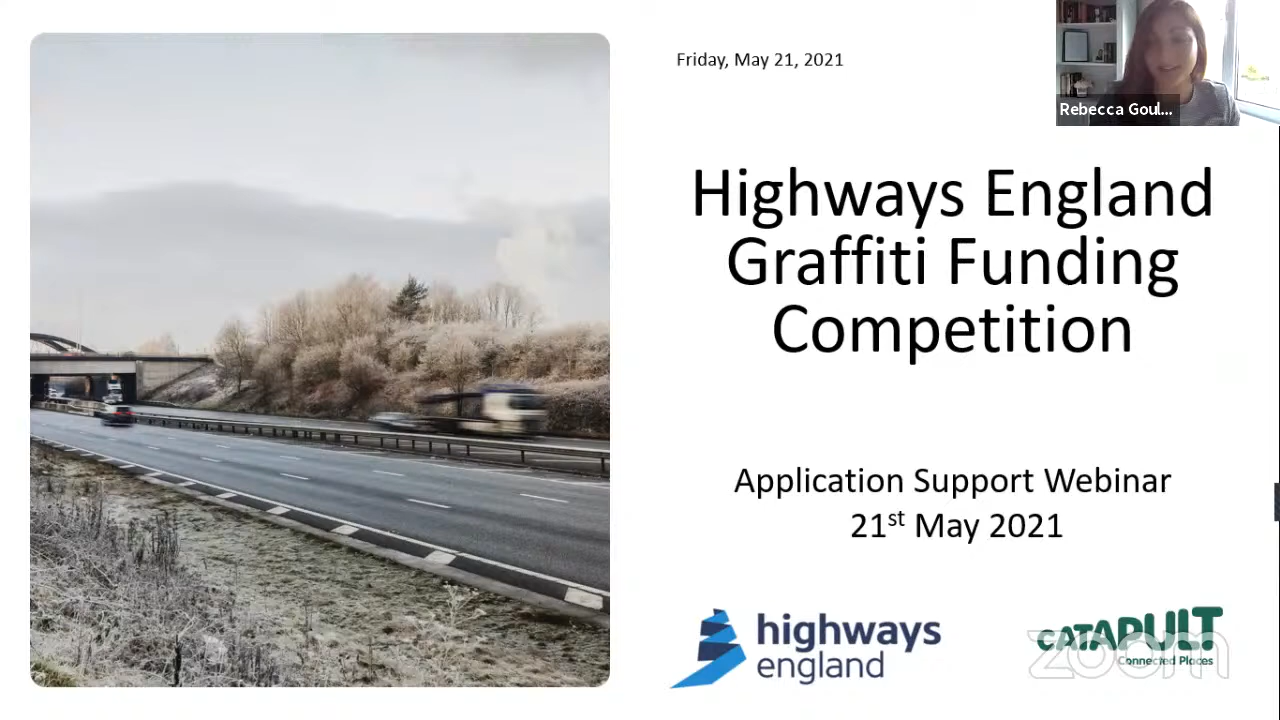 Friday, May 21, 2021
Rebecca Goul...
Highways England
Graffiti Funding
Competition
Application Support Webinar
21st May 2021
highways
england
CATAPULT
Connected Places
zoom